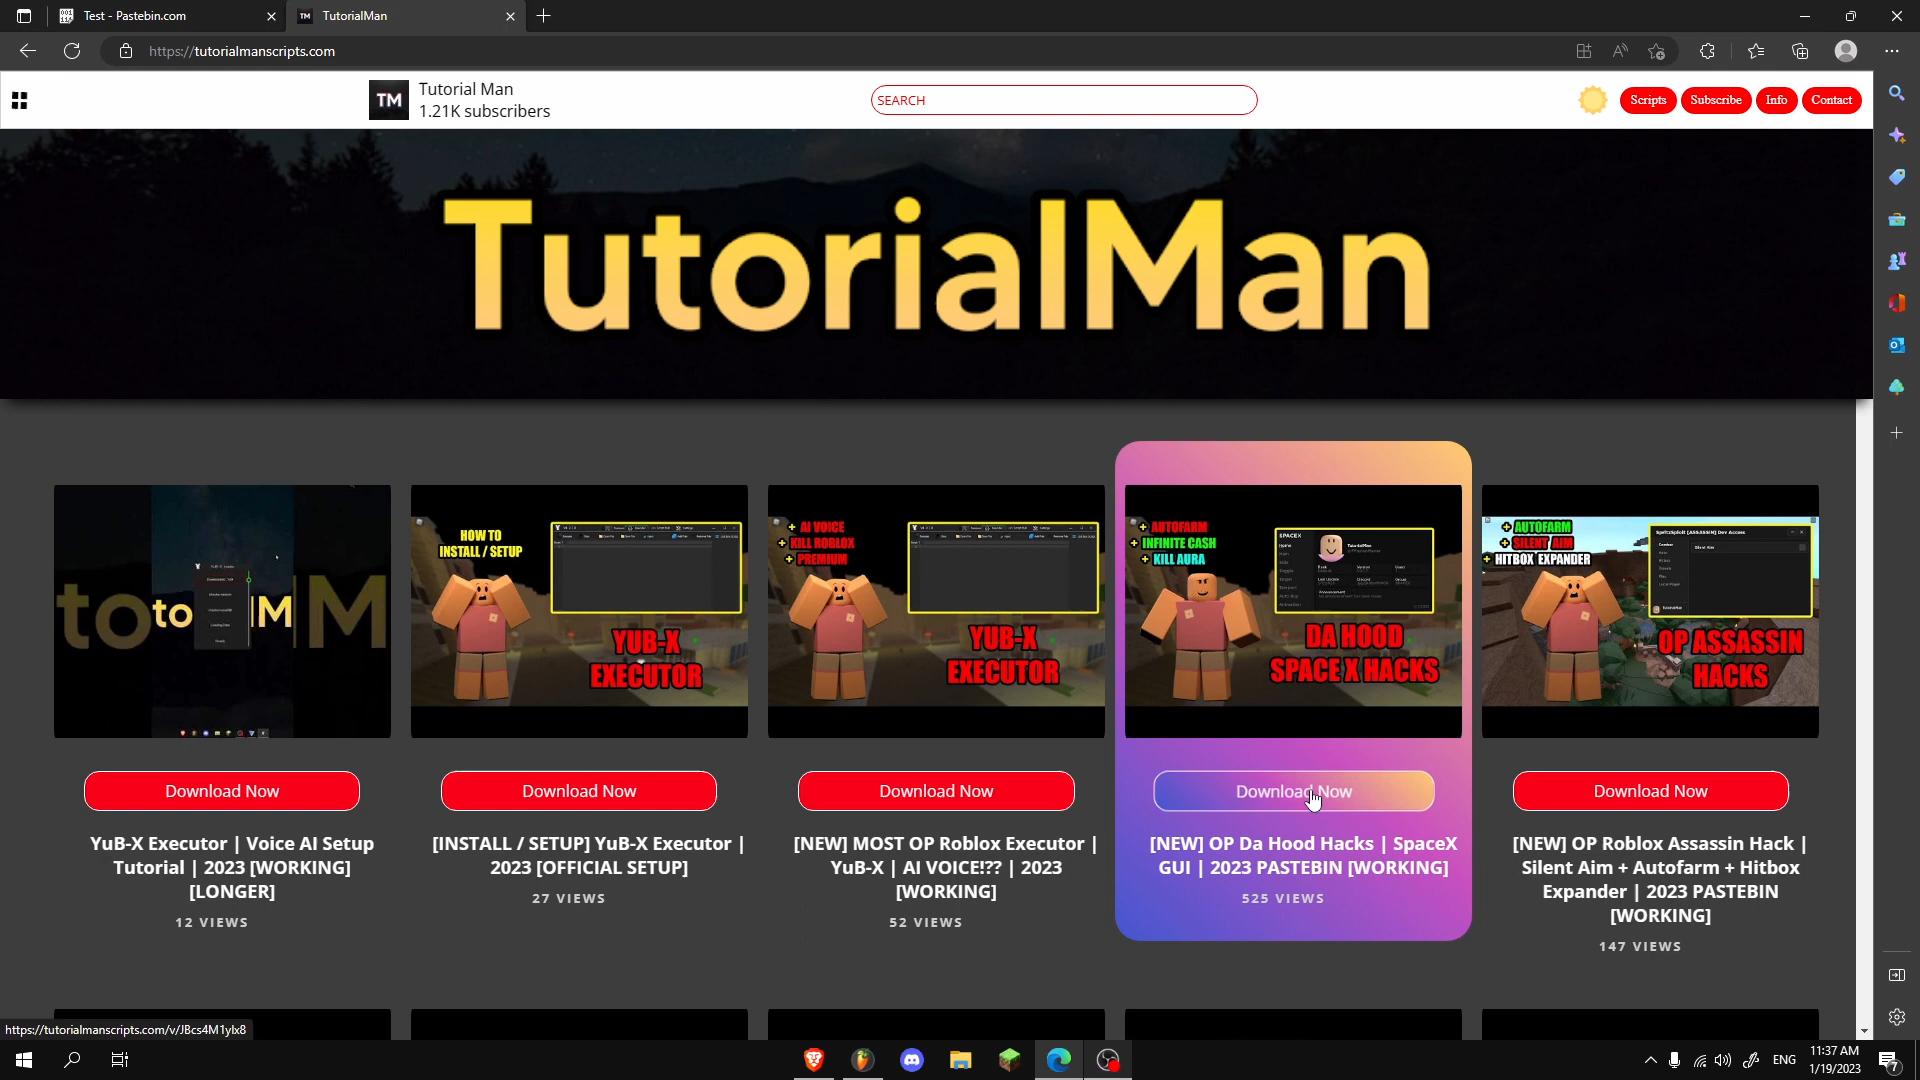 Test - Pastebin.com
TutorialMan
https://tutorialmanscripts.com
TM
Tutorial Man
1.21K subscribers
SEARCH
Scripts
Subscribe
Info
Contact
TutorialMan
HOW TO
INSTALL / SETUP
YUB-X
EXECUTOR
+ AI VOICE
+ KILL ROBLOX
+ PREMIUM
YUB-X
EXECUTOR
+ AUTOFARM
+ INFINITE CASH
+ KILL AURA
SPACEX
TutorialMan
DA HOOD
SPACE X HACKS
+ AUTOFARM
+ SILENT AIM
+ HITBOX EXPANDER
Silent Aim
OP ASSASSIN
HACKS
Download Now
Download Now
Download Now
Download Now
Download Now
YuB-X Executor | Voice AI Setup
Tutorial | 2023 [WORKING]
[LONGER]
12 VIEWS
[INSTALL / SETUP] YuB-X Executor |
2023 [OFFICIAL SETUP]
27 VIEWS
[NEW] MOST OP Roblox Executor |
YuB-X | AI VOICE!?? | 2023
[WORKING]
52 VIEWS
[NEW] OP Da Hood Hacks | SpaceX
GUI | 2023 PASTEBIN [WORKING]
525 VIEWS
[NEW] OP Roblox Assassin Hack |
Silent Aim + Autofarm + Hitbox
Expander | 2023 PASTEBIN
[WORKING]
147 VIEWS
https://tutorialmanscripts.com/v/JBcs4M1ylx8
ENG
11:37 AM
1/19/2023
7